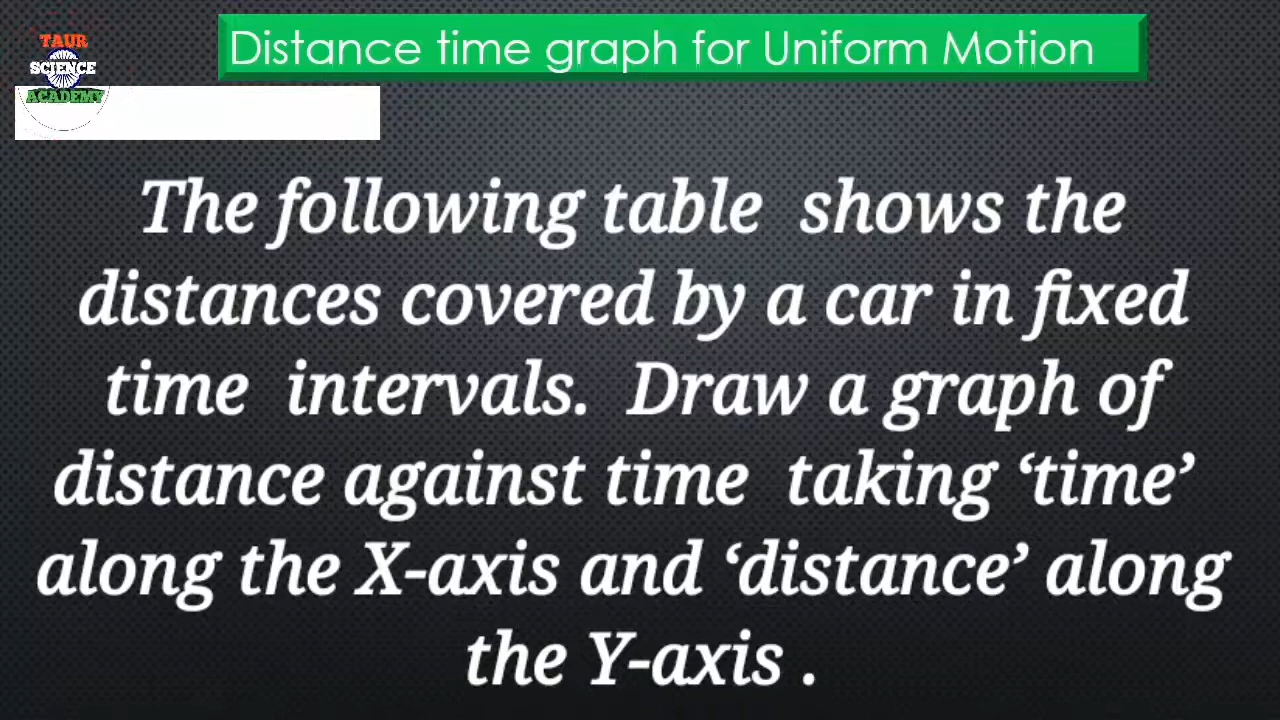 Distance time graph for Uniform Motion
TAUR
SCIENCE
ACADEMY
The following table shows the
distances covered by a car in fixed
time intervals. Draw a graph of
distance against time taking ‘time’
along the X-axis and ‘distance’ along
the Y-axis .